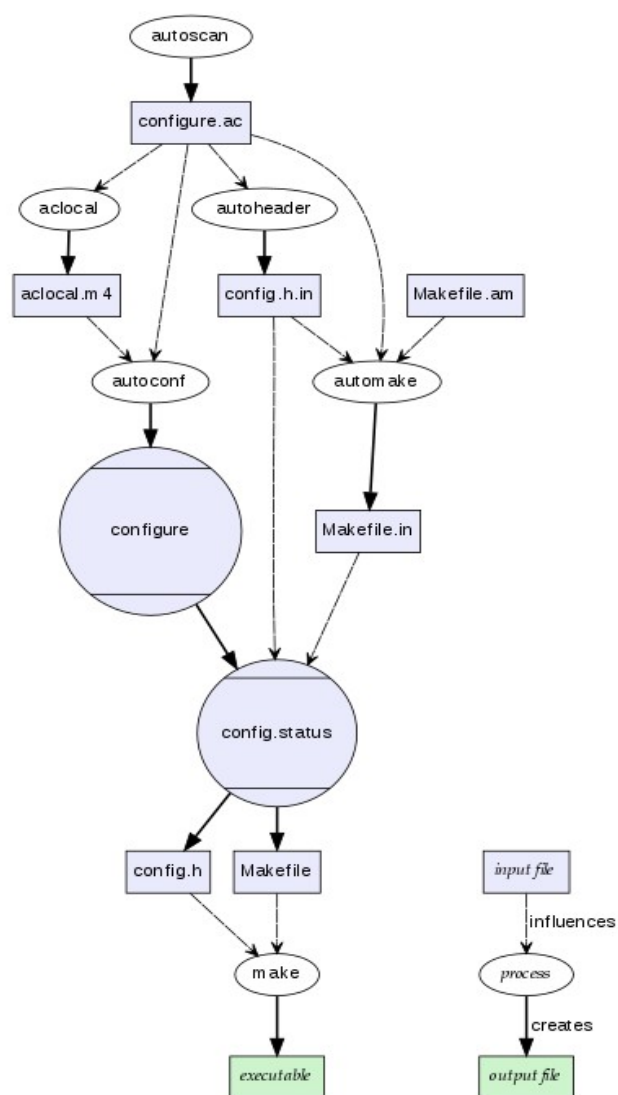 autoscan
configure.ac
aclocal
autoheader
aclocal.m4
config.h.in
Makefile.am
autoconf
automake
configure
Makefile.in
config.status
config.h
Makefile
input file
influences
make
process
creates
executable
output file